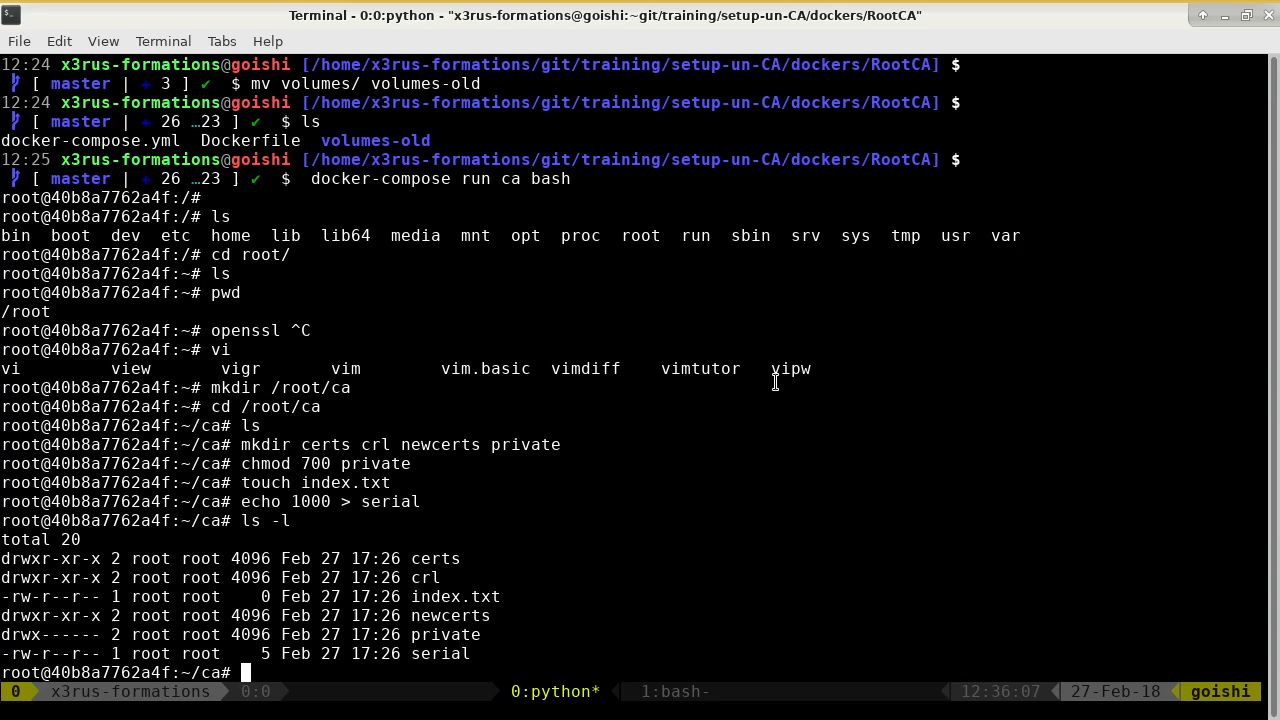 Terminal - 0:0:python - "x3rus-formations@goishi:~git/training/setup-un-CA/dockers/RootCA"
File Edit View Terminal Tabs Help
12:24 x3rus-formations@goishi [/home/x3rus-formations/git/training/setup-un-CA/dockers/RootCA] $
[ master | + 3 ] ✔ $ mv volumes/ volumes-old
12:24 x3rus-formations@goishi [/home/x3rus-formations/git/training/setup-un-CA/dockers/RootCA] $
[ master | + 26 …23 ] ✔ $ ls
docker-compose.yml Dockerfile volumes-old
12:25 x3rus-formations@goishi [/home/x3rus-formations/git/training/setup-un-CA/dockers/RootCA] $
[ master | + 26 …23 ] ✔ $ docker-compose run ca bash
root@40b8a7762a4f:/#
root@40b8a7762a4f:/# ls
bin boot dev etc home lib lib64 media mnt opt proc root run sbin srv sys tmp usr var
root@40b8a7762a4f:/# cd root/
root@40b8a7762a4f:~# ls
root@40b8a7762a4f:~# pwd
/root
root@40b8a7762a4f:~# openssl ^C
root@40b8a7762a4f:~# vi
vi view vigr vim vim.basic vimdiff vimtutor vipw
root@40b8a7762a4f:~# mkdir /root/ca
root@40b8a7762a4f:~# cd /root/ca
root@40b8a7762a4f:~/ca# ls
root@40b8a7762a4f:~/ca# mkdir certs crl newcerts private
root@40b8a7762a4f:~/ca# chmod 700 private
root@40b8a7762a4f:~/ca# touch index.txt
root@40b8a7762a4f:~/ca# echo 1000 > serial
root@40b8a7762a4f:~/ca# ls -l
total 20
drwxr-xr-x 2 root root 4096 Feb 27 17:26 certs
drwxr-xr-x 2 root root 4096 Feb 27 17:26 crl
-rw-r--r-- 1 root root 0 Feb 27 17:26 index.txt
drwxr-xr-x 2 root root 4096 Feb 27 17:26 newcerts
drwx------ 2 root root 4096 Feb 27 17:26 private
-rw-r--r-- 1 root root 5 Feb 27 17:26 serial
root@40b8a7762a4f:~/ca#
0 x3rus-formations 0:0 0:python* 1:bash- 12:36:07 27-Feb-18 goishi